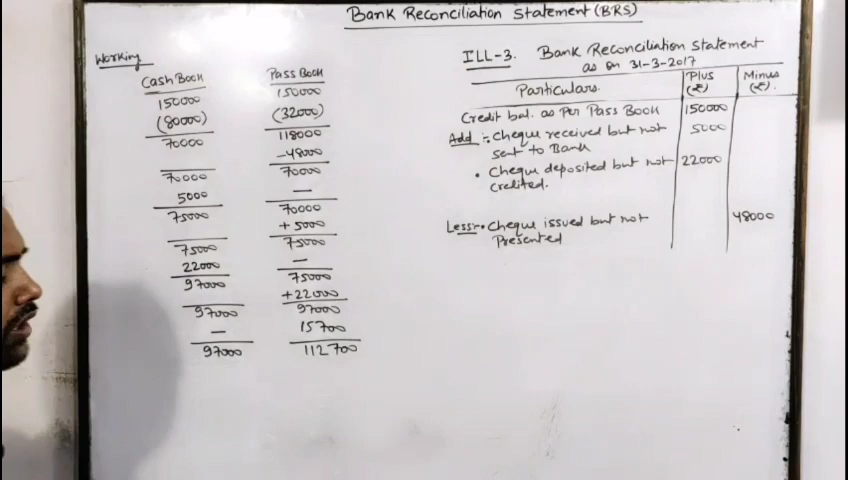 Bank Reconciliation Statement (BRS)
Working
Cash Book
150000
(80000)
70000
70000
5000
75000
75000
22000
97000
97000
—
97000
Pass Book
150000
(32000)
118000
-48000
70000
—
70000
+ 5000
75000
—
75000
+22000
97000
15700
112700
ILL-3. Bank Reconciliation Statement
as on 31-3-2017
Particulars. Plus (₹) Minus (₹).
Credit bal. as Per Pass Book 150000
Add :- Cheque received but not 5000
sent to Bank
• Cheque deposited but not 22000
credited.
Less:- • Cheque issued but not 48000
Presented